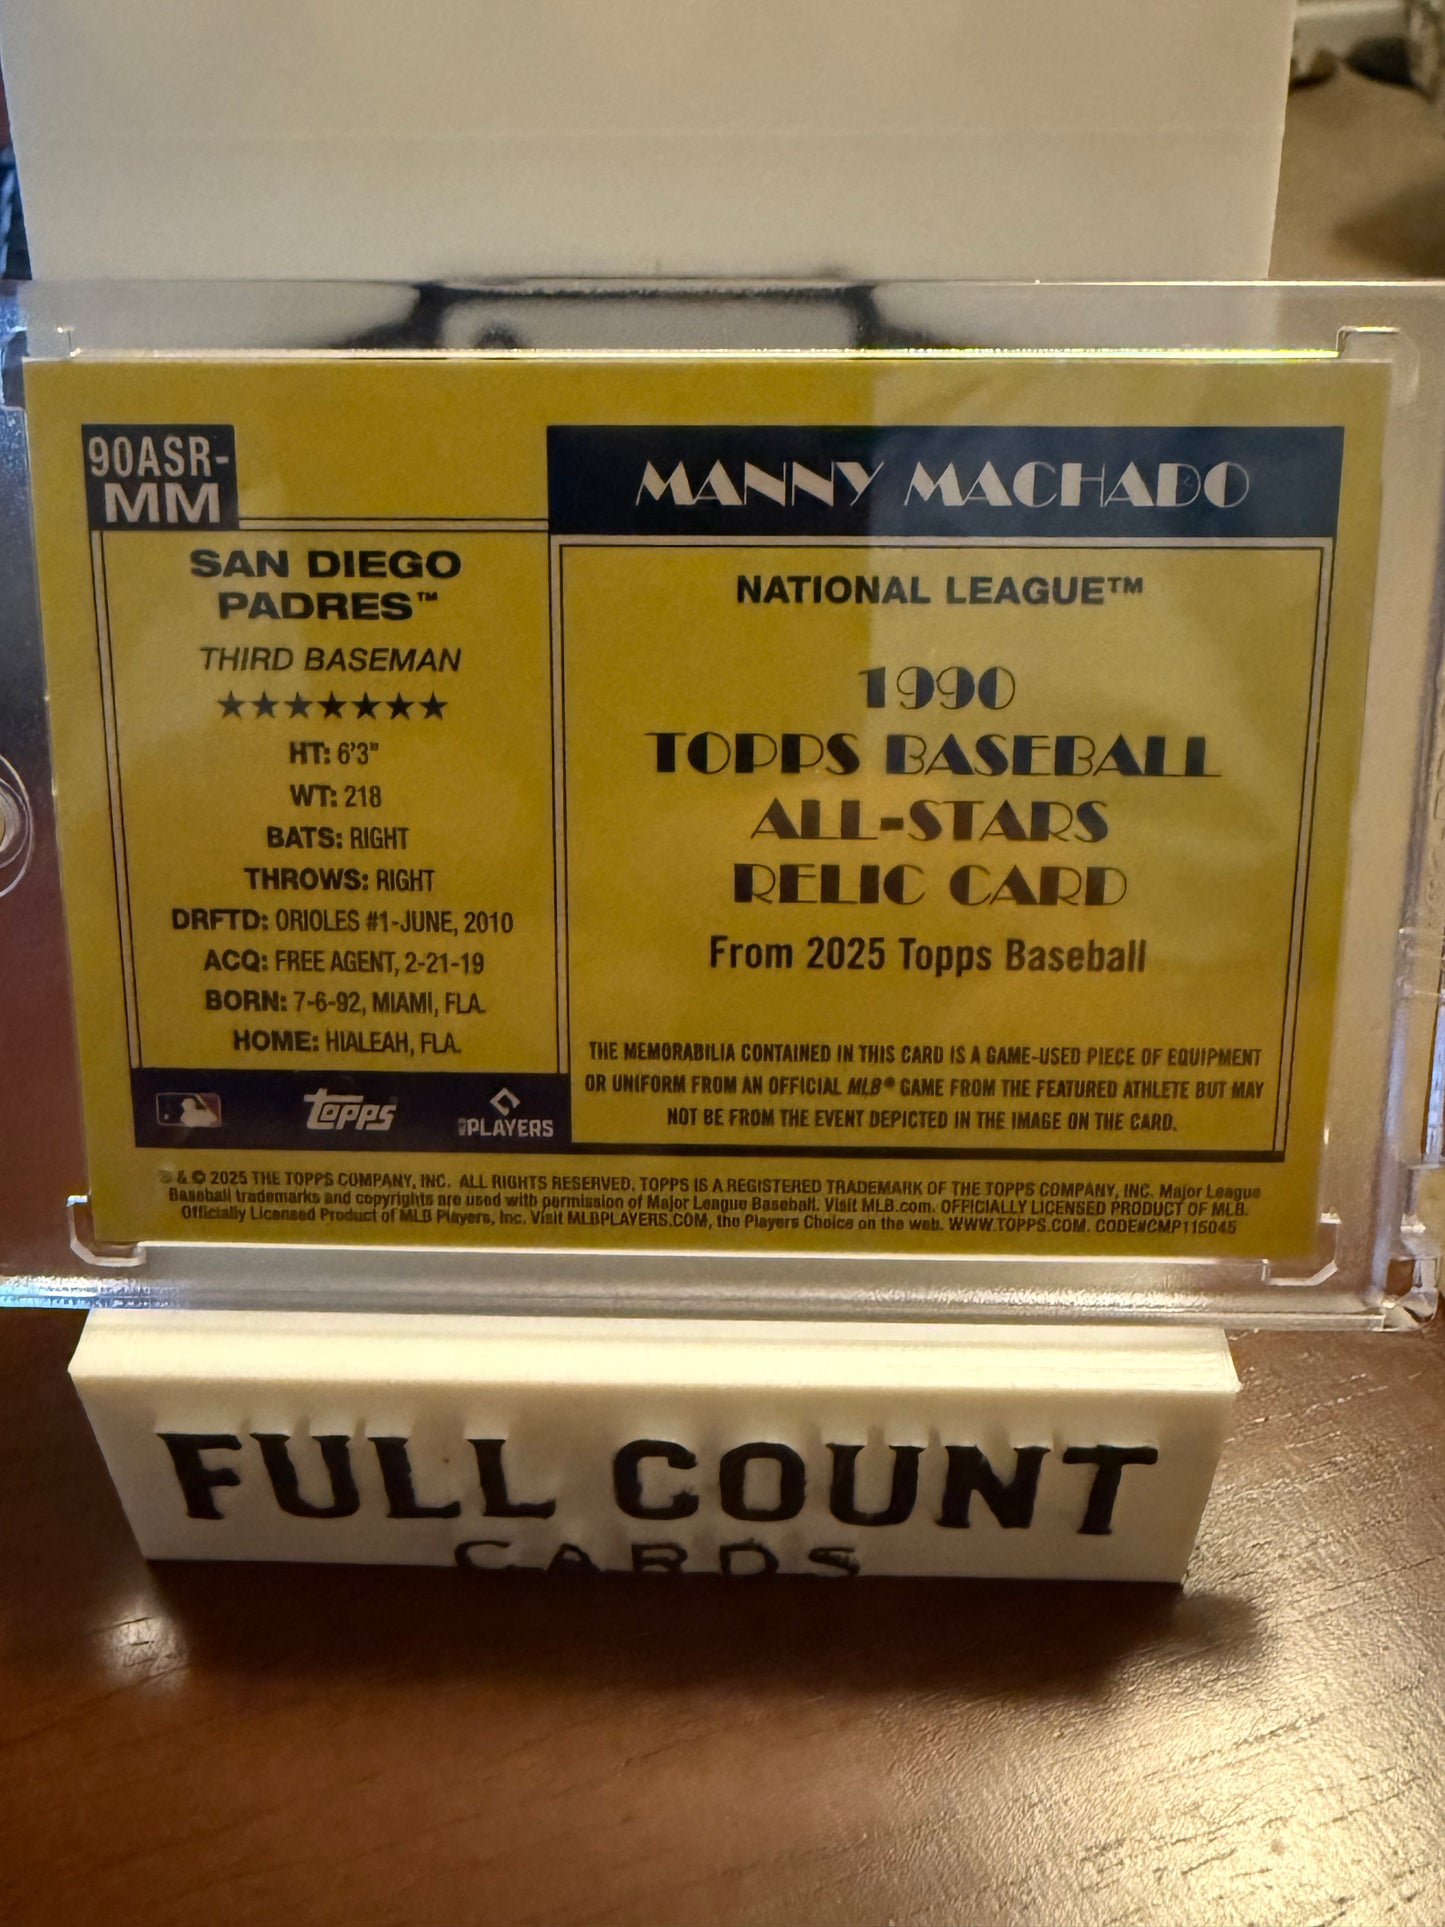 90ASR-
MM
SAN DIEGO
PADRES™
THIRD BASEMAN
★★★★★★★
HT: 6'3"
WT: 218
BATS: RIGHT
THROWS: RIGHT
DRFTD: ORIOLES #1-JUNE, 2010
ACQ: FREE AGENT, 2-21-19
BORN: 7-6-92, MIAMI, FLA.
HOME: HIALEAH, FLA.
topps
PLAYERS
MANNY MACHADO
NATIONAL LEAGUE™
1990
TOPPS BASEBALL
ALL-STARS
RELIC CARD
From 2025 Topps Baseball
THE MEMORABILIA CONTAINED IN THIS CARD IS A GAME-USED PIECE OF EQUIPMENT
OR UNIFORM FROM AN OFFICIAL MLB® GAME FROM THE FEATURED ATHLETE BUT MAY
NOT BE FROM THE EVENT DEPICTED IN THE IMAGE ON THE CARD.
& © 2025 THE TOPPS COMPANY, INC. ALL RIGHTS RESERVED. TOPPS IS A REGISTERED TRADEMARK OF THE TOPPS COMPANY, INC. Major League
Baseball trademarks and copyrights are used with permission of Major League Baseball. Visit MLB.com. OFFICIALLY LICENSED PRODUCT OF MLB.
Officially Licensed Product of MLB Players, Inc. Visit MLBPLAYERS.COM, the Players Choice on the web. WWW.TOPPS.COM. CODE#CMP115045
FULL COUNT
CARDS